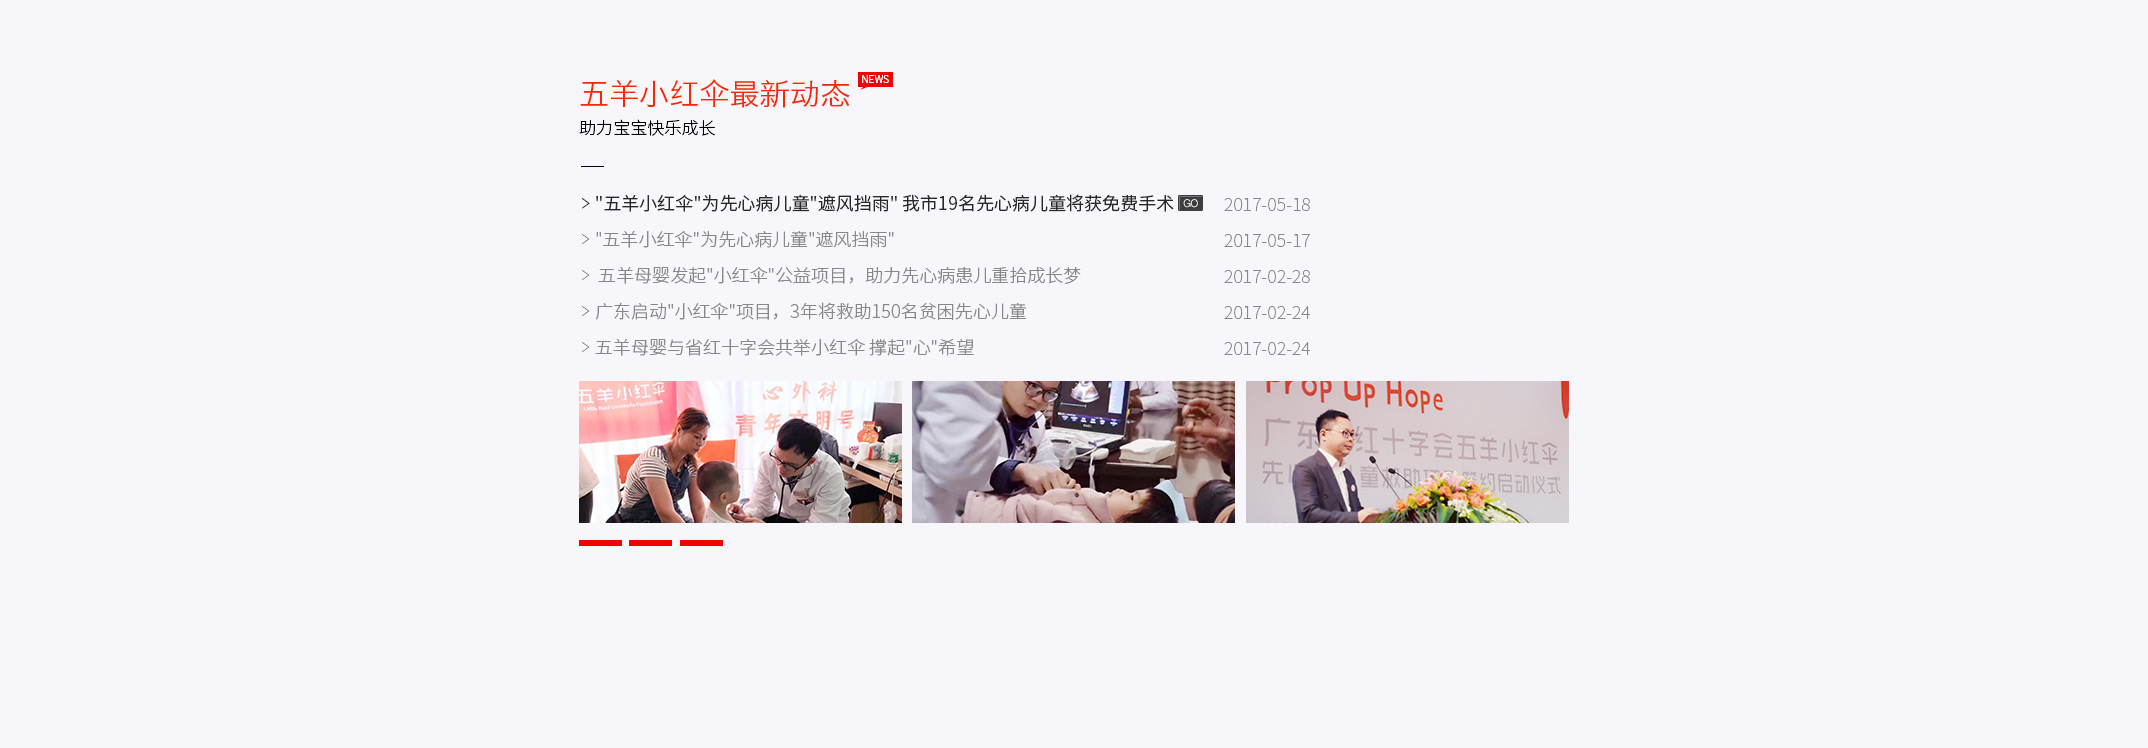 五羊小红伞最新动态 NEWS
助力宝宝快乐成长
> "五羊小红伞"为先心病儿童"遮风挡雨" 我市19名先心病儿童将获免费手术 GO 2017-05-18
> "五羊小红伞"为先心病儿童"遮风挡雨" 2017-05-17
> 五羊母婴发起"小红伞"公益项目，助力先心病患儿重拾成长梦 2017-02-28
> 广东启动"小红伞"项目，3年将救助150名贫困先心儿童 2017-02-24
> 五羊母婴与省红十字会共举小红伞 撑起"心"希望 2017-02-24
五羊小红伞
心外科
青年文明号
Prop Up Hope
广东 红十字会五羊小红伞
先 儿童救助项目签约启动仪式